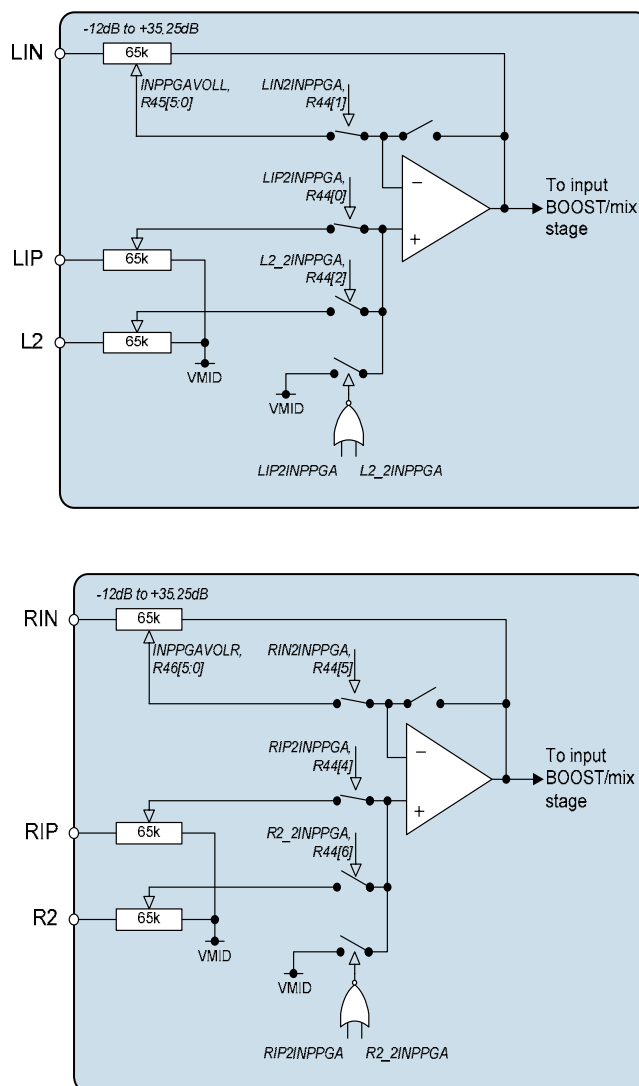 -12dB to +35.25dB
LIN
65k
INPPGAVOLL,
R45[5:0]
LIN2INPPGA,
R44[1]
LIP2INPPGA,
R44[0]
−
+
To input
BOOST/mix
stage
LIP
65k
L2_2INPPGA,
R44[2]
L2
65k
VMID
VMID
LIP2INPPGA
L2_2INPPGA
-12dB to +35.25dB
RIN
65k
INPPGAVOLR,
R46[5:0]
RIN2INPPGA,
R44[5]
RIP2INPPGA,
R44[4]
−
+
To input
BOOST/mix
stage
RIP
65k
R2_2INPPGA,
R44[6]
R2
65k
VMID
VMID
RIP2INPPGA
R2_2INPPGA